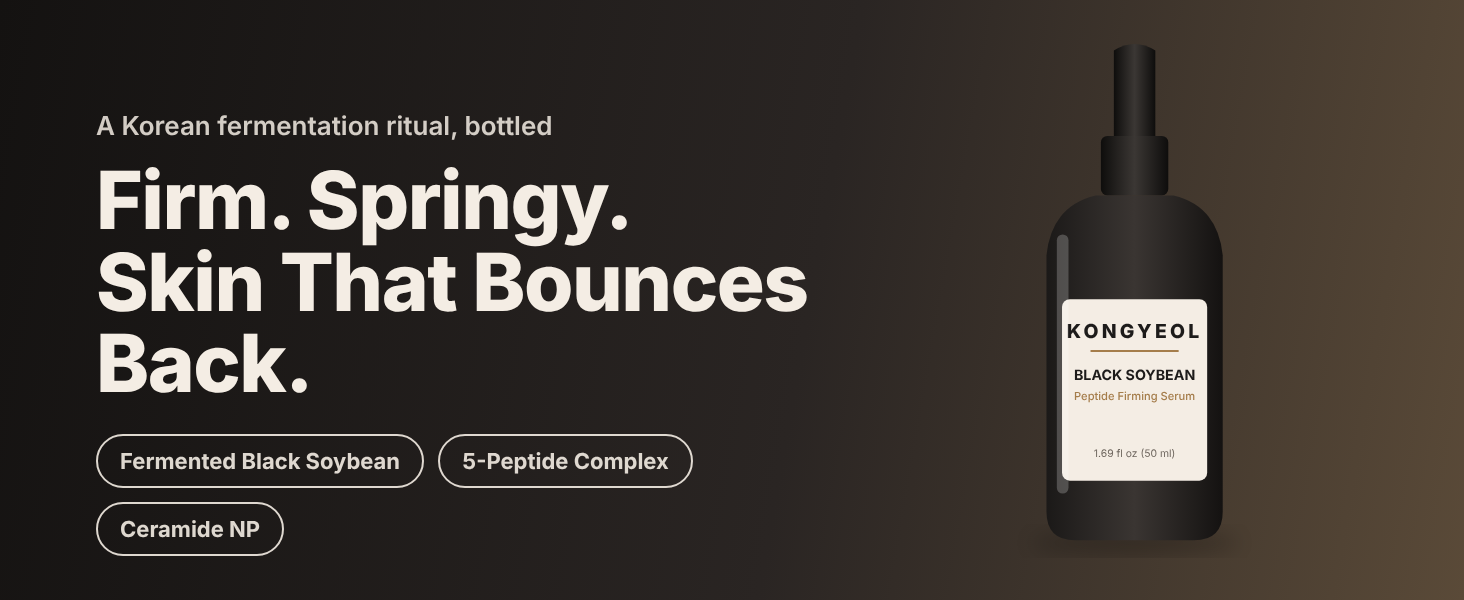 A Korean fermentation ritual, bottled
Firm. Springy.
Skin That Bounces
Back.
Fermented Black Soybean
5-Peptide Complex
Ceramide NP
KONGYEOL
BLACK SOYBEAN
Peptide Firming Serum
1.69 fl oz (50 ml)